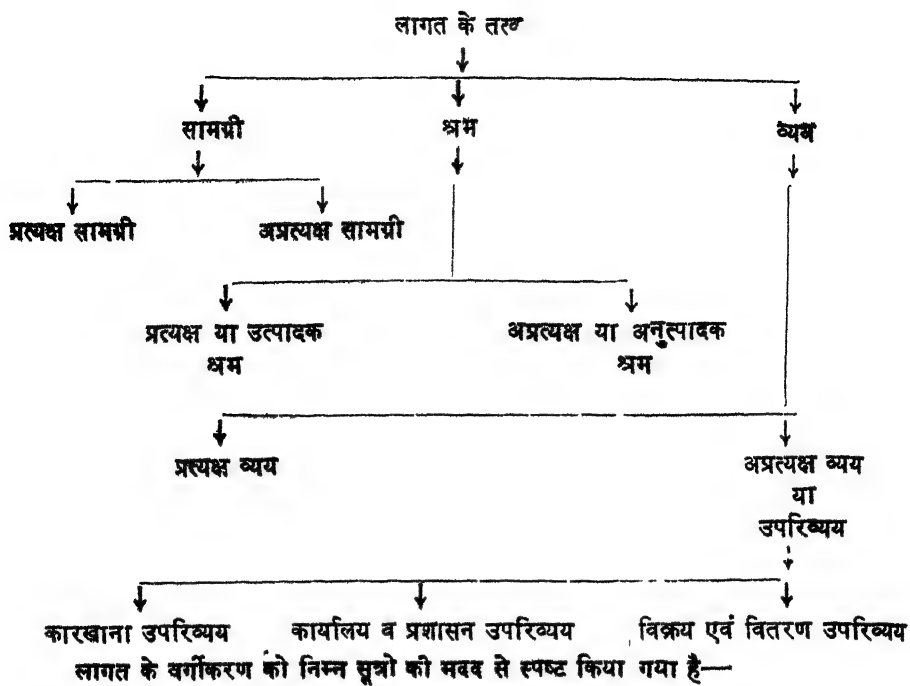 लागत के तत्व
सामग्री श्रम व्यय
प्रत्यक्ष सामग्री अप्रत्यक्ष सामग्री
प्रत्यक्ष या उत्पादक अप्रत्यक्ष या अनुत्पादक
श्रम श्रम
प्रत्यक्ष व्यय अप्रत्यक्ष व्यय
या
उपरिव्यय
कारखाना उपरिव्यय कार्यालय व प्रशासन उपरिव्यय विक्रय एवं वितरण उपरिव्यय
लागत के वर्गीकरण को निम्न सूत्रो की मदद से स्पष्ट किया गया है—